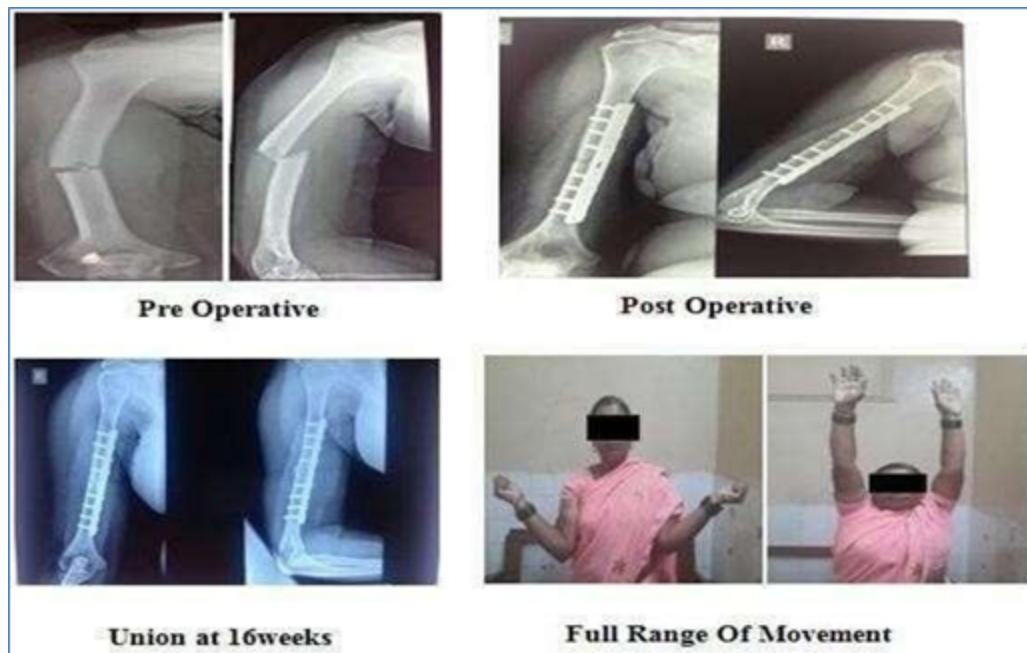 Pre Operative
Post Operative
Union at 16weeks
Full Range Of Movement